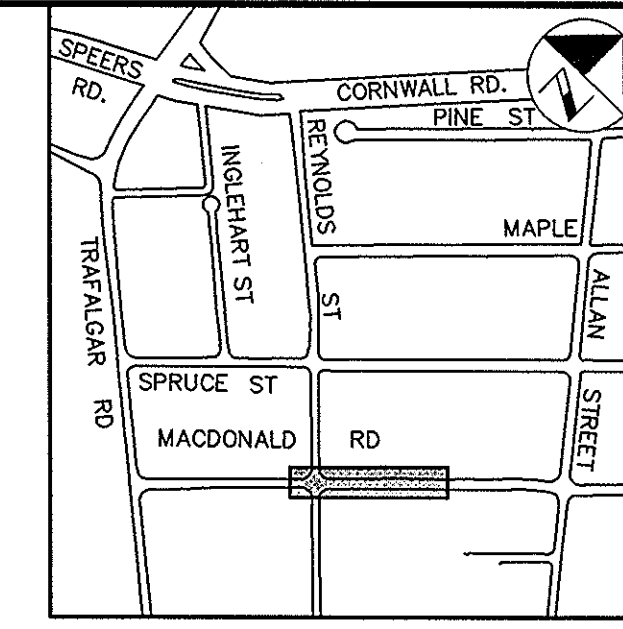 SPEERS
RD.
CORNWALL RD.
PINE ST
REYNOLDS
ST
INGLEHART ST
MAPLE
TRAFALGAR RD
ALLAN
STREET
SPRUCE ST
MACDONALD RD